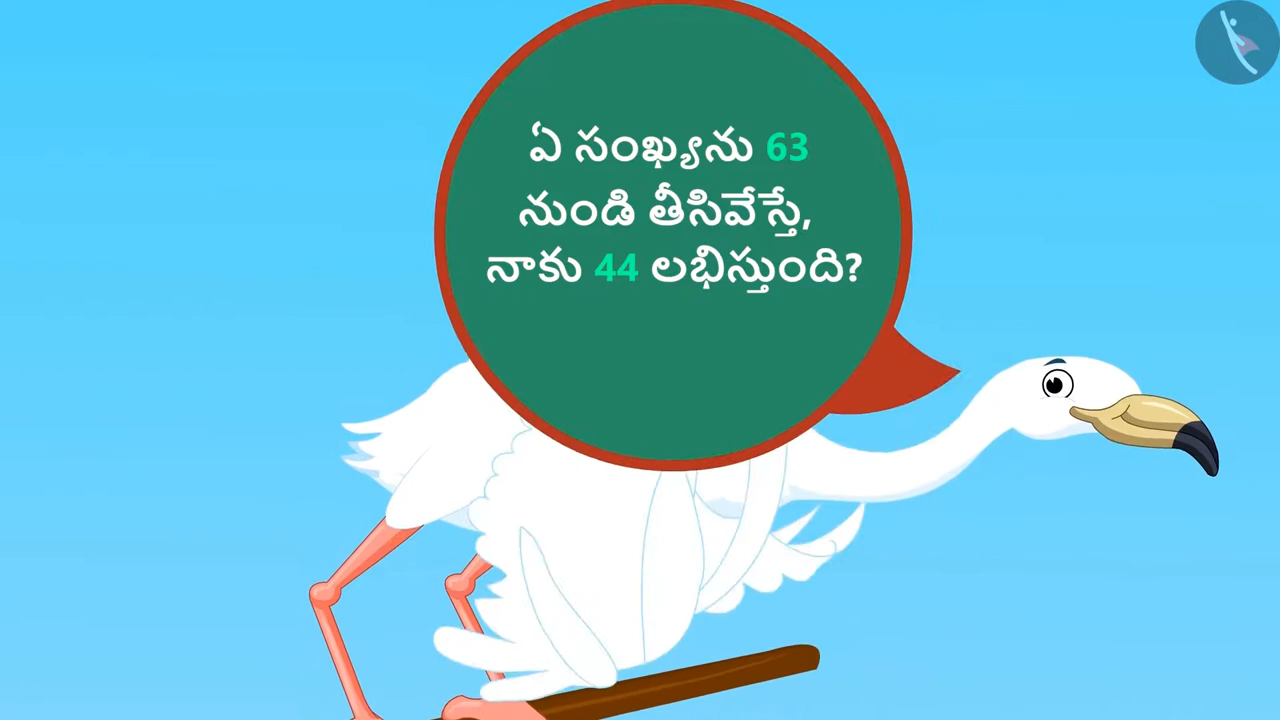 ఏ సంఖ్యను 63
నుండి తీసివేస్తే,
నాకు 44 లభిస్తుంది?